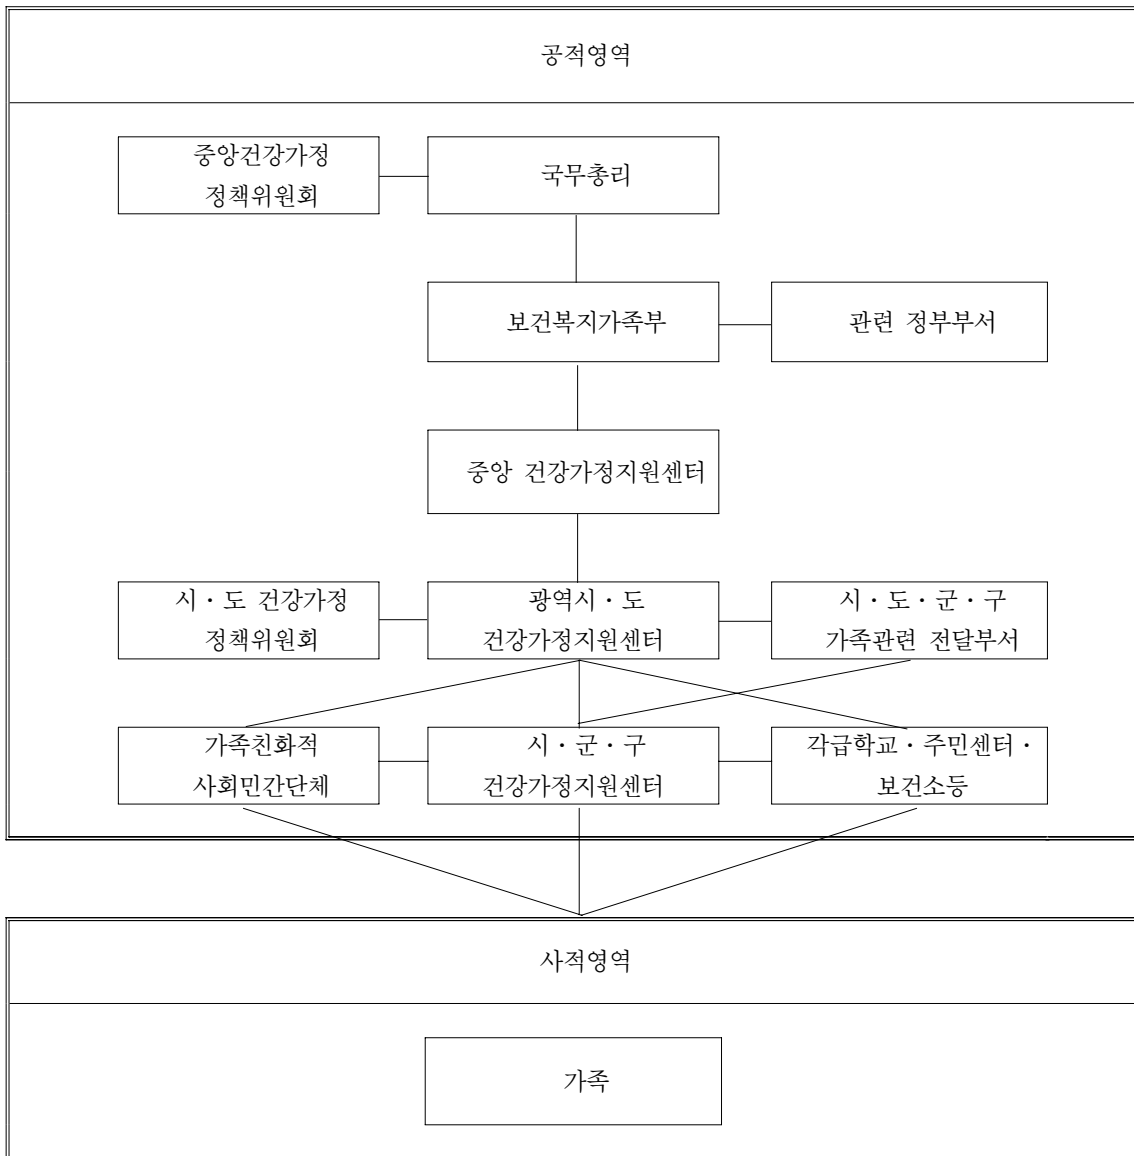 공적영역
중앙건강가정
정책위원회
국무총리
보건복지가족부
관련 정부부서
중앙 건강가정지원센터
시·도 건강가정
정책위원회
광역시·도
건강가정지원센터
시·도·군·구
가족관련 전달부서
가족친화적
사회민간단체
시·군·구
건강가정지원센터
각급학교·주민센터·
보건소등
사적영역
가족